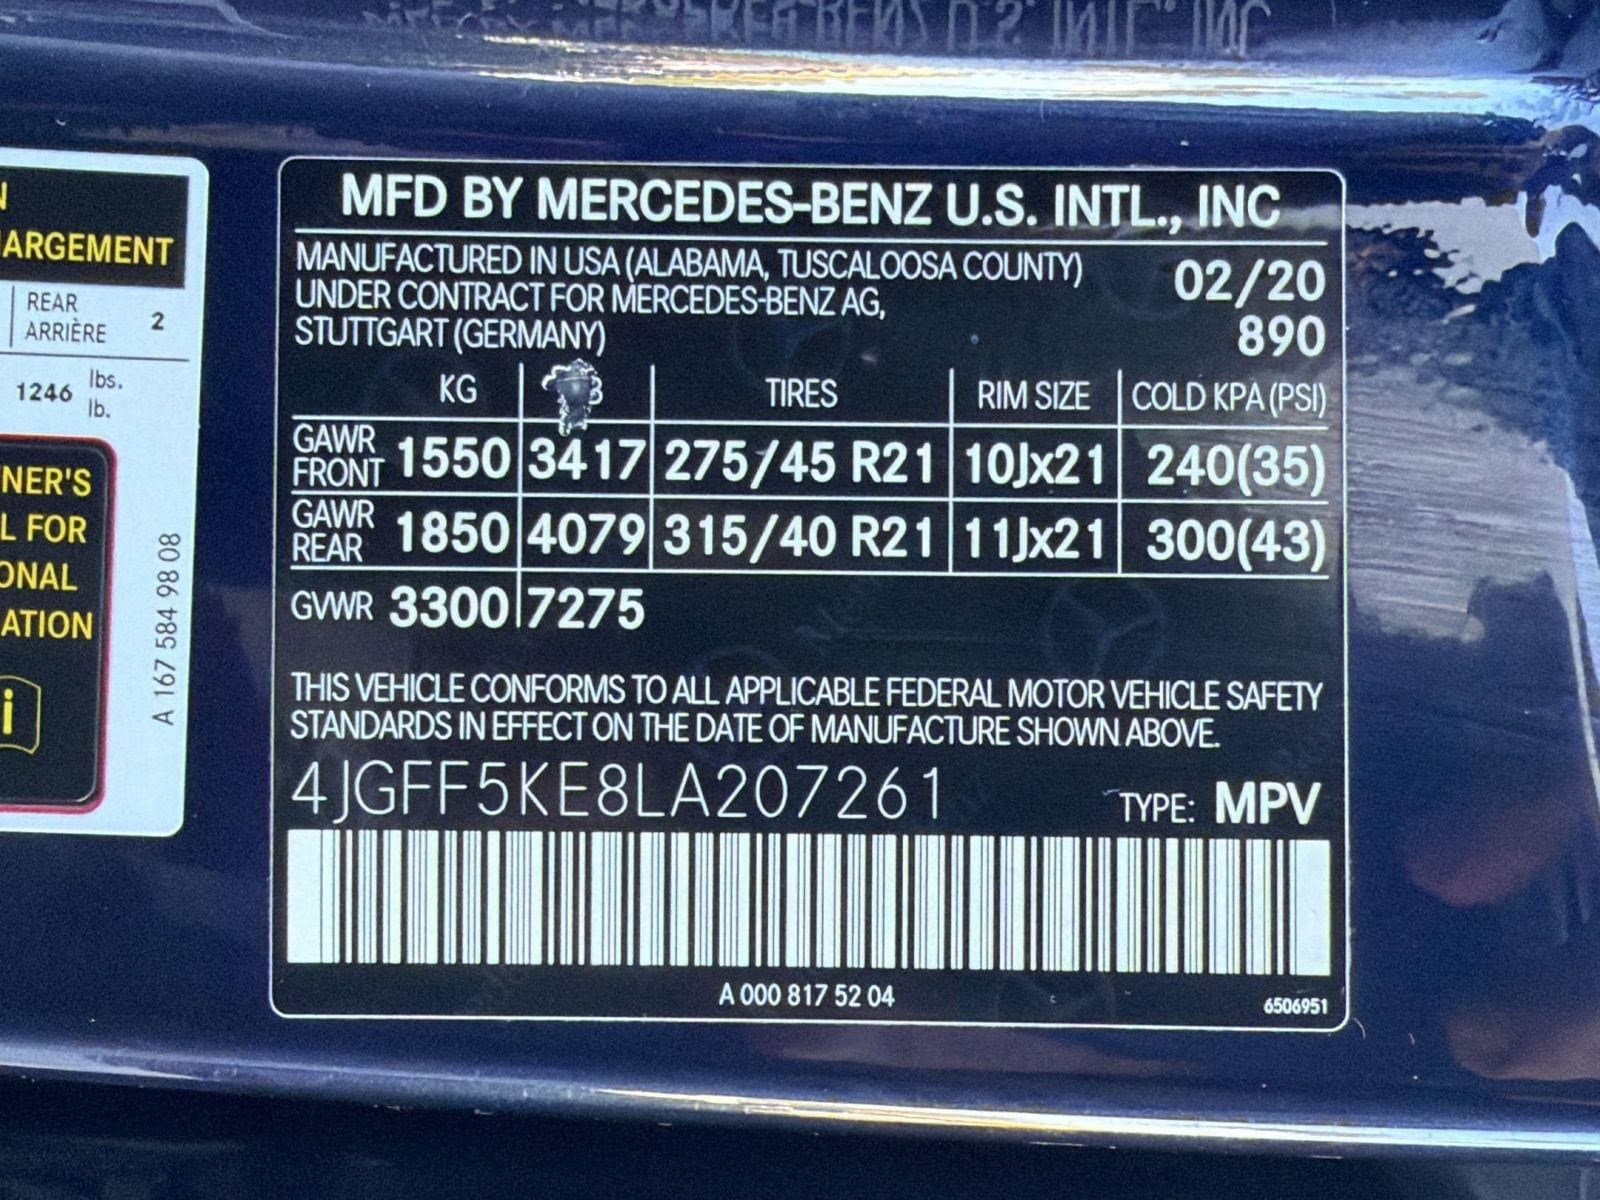 MFD BY MERCEDES-BENZ U.S. INTL., INC
MANUFACTURED IN USA (ALABAMA, TUSCALOOSA COUNTY)
UNDER CONTRACT FOR MERCEDES-BENZ AG,
STUTTGART (GERMANY)
02/20
890
KG TIRES RIM SIZE COLD KPA (PSI)
GAWR FRONT 1550 3417 275/45 R21 10Jx21 240(35)
GAWR REAR 1850 4079 315/40 R21 11Jx21 300(43)
GVWR 3300 7275
THIS VEHICLE CONFORMS TO ALL APPLICABLE FEDERAL MOTOR VEHICLE SAFETY
STANDARDS IN EFFECT ON THE DATE OF MANUFACTURE SHOWN ABOVE.
4JGFF5KE8LA207261 TYPE: MPV
A 000 817 52 04
6506951
N
ARGEMENT
REAR
ARRIÈRE 2
1246 lbs.
lb.
NER'S
L FOR
ONAL
ATION
i
A 167 584 98 08